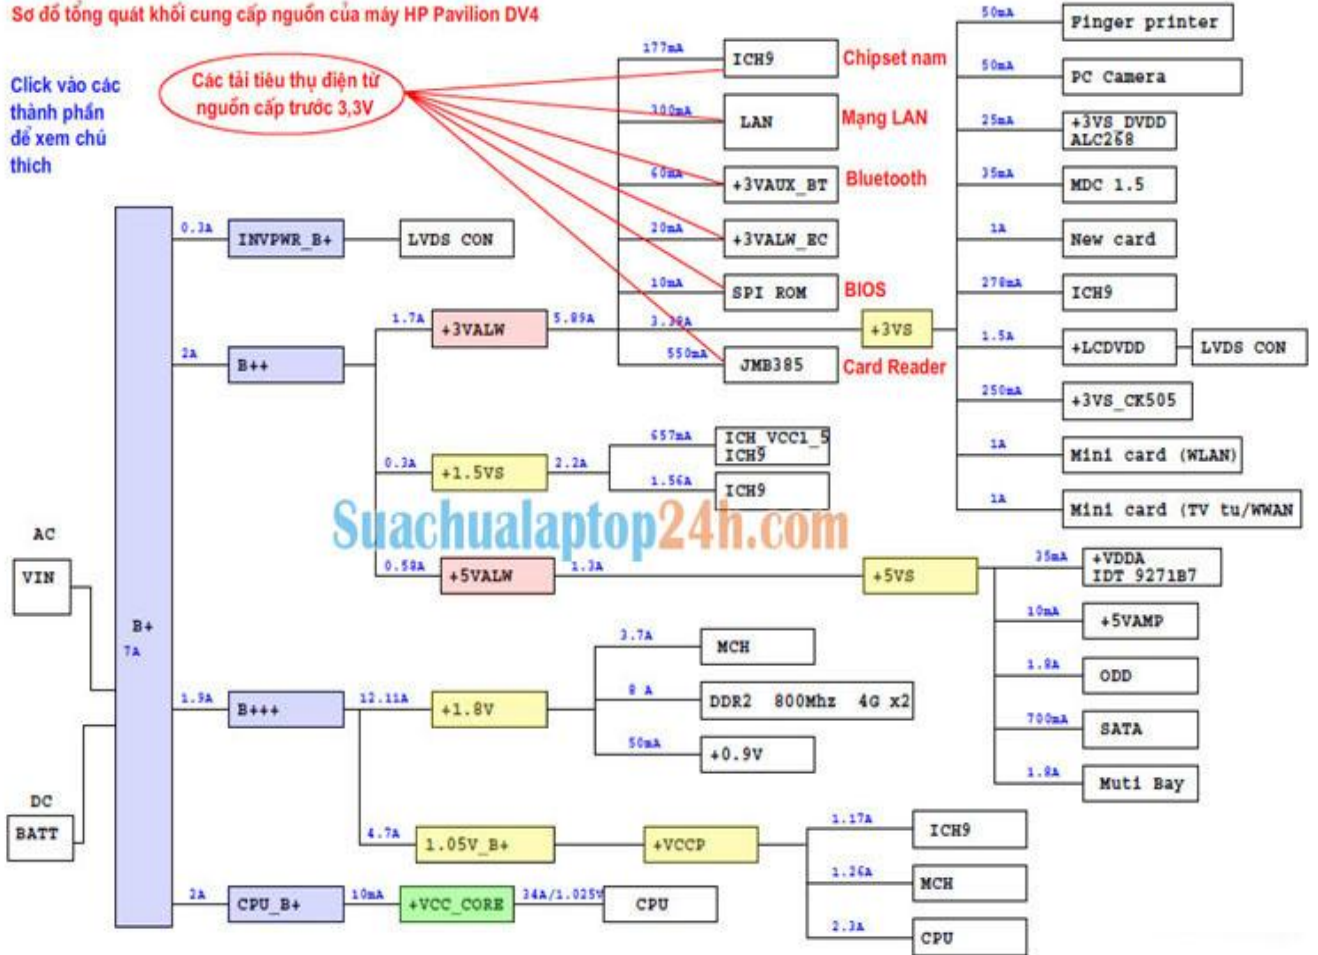 Sơ đồ tổng quát khối cung cấp nguồn của máy HP Pavilion DV4
Click vào các
thành phần
để xem chú
thích
Các tải tiêu thụ điện từ
nguồn cấp trước 3,3V
177mA
ICH9
Chipset nam
300mA
LAN
Mạng LAN
60mA
+3VAUX_BT
Bluetooth
20mA
+3VALW_EC
10mA
SPI ROM
BIOS
550mA
JMB385
Card Reader
50mA
Finger printer
50mA
PC Camera
25mA
+3VS_DVDD
ALC268
35mA
MDC 1.5
1A
New card
278mA
ICH9
1.5A
+LCDVDD
LVDS CON
250mA
+3VS_CK505
1A
Mini card (WLAN)
1A
Mini card (TV tu/WWAN
0.3A
INVPWR_B+
LVDS CON
2A
B++
1.7A
+3VALW
5.89A
3.39A
+3VS
0.3A
+1.5VS
2.2A
657mA
ICH_VCC1_5
ICH9
1.56A
ICH9
Suachualaptop24h.com
0.58A
+5VALW
1.3A
+5VS
35mA
+VDDA
IDT 9271B7
10mA
+5VAMP
1.8A
ODD
700mA
SATA
1.8A
Muti Bay
AC
VIN
B+
7A
DC
BATT
1.9A
B+++
12.11A
+1.8V
3.7A
MCH
8 A
DDR2 800Mhz 4G x2
50mA
+0.9V
4.7A
1.05V_B+
+VCCP
1.17A
ICH9
1.26A
MCH
2.3A
CPU
2A
CPU_B+
10mA
+VCC_CORE
34A/1.025V
CPU